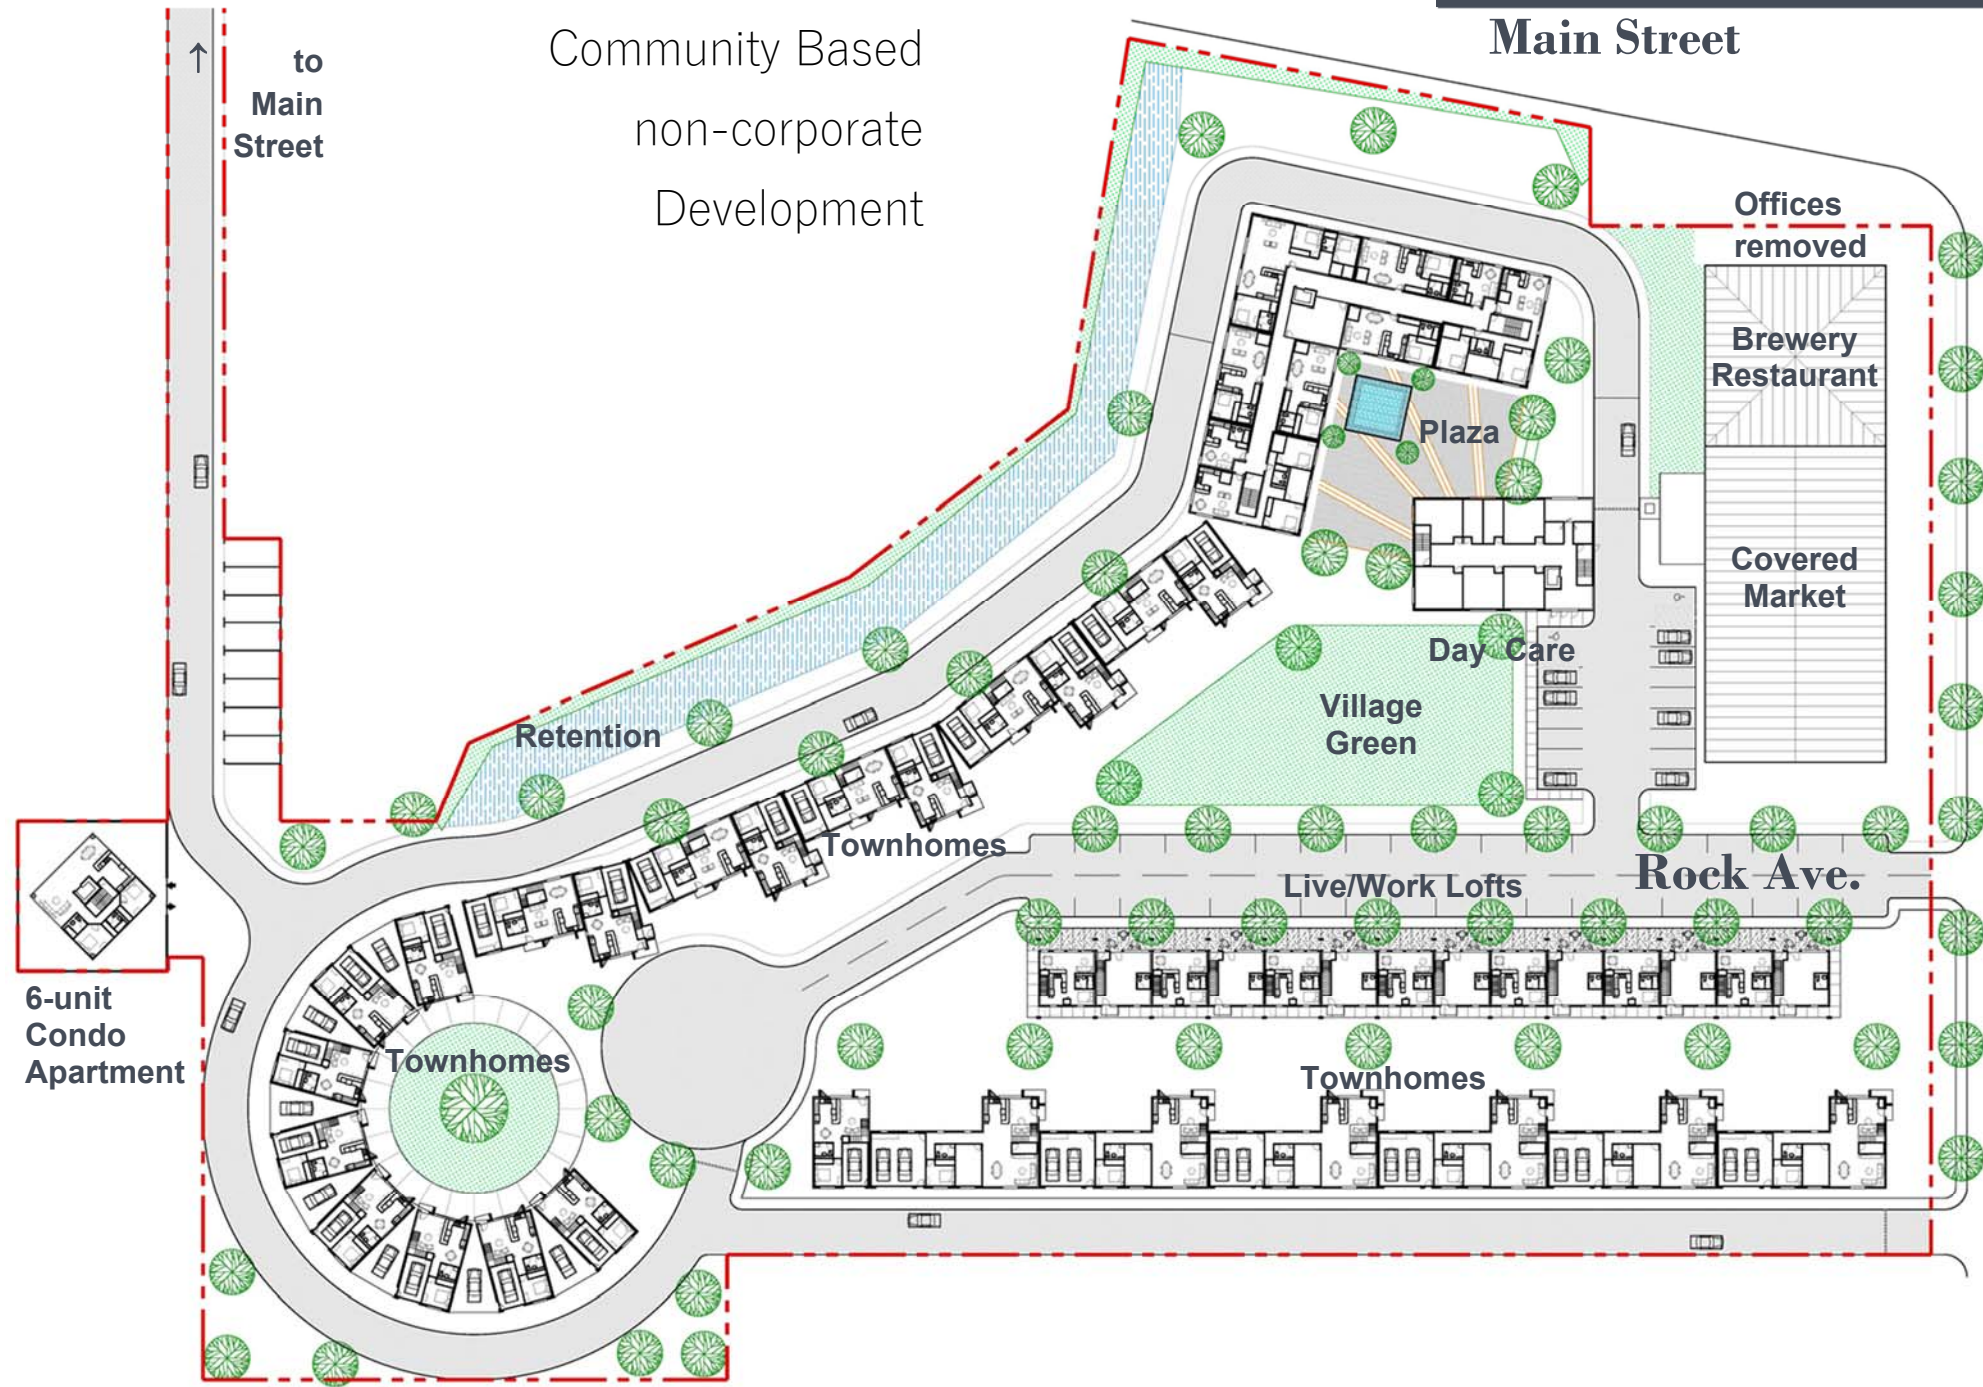 Main Street
Community Based
non-corporate
Development
↑ to
Main
Street
Offices
removed
Brewery
Restaurant
Plaza
Covered
Market
Day Care
Village
Green
Retention
Townhomes
Rock Ave.
Live/Work Lofts
6-unit
Condo
Apartment
Townhomes
Townhomes